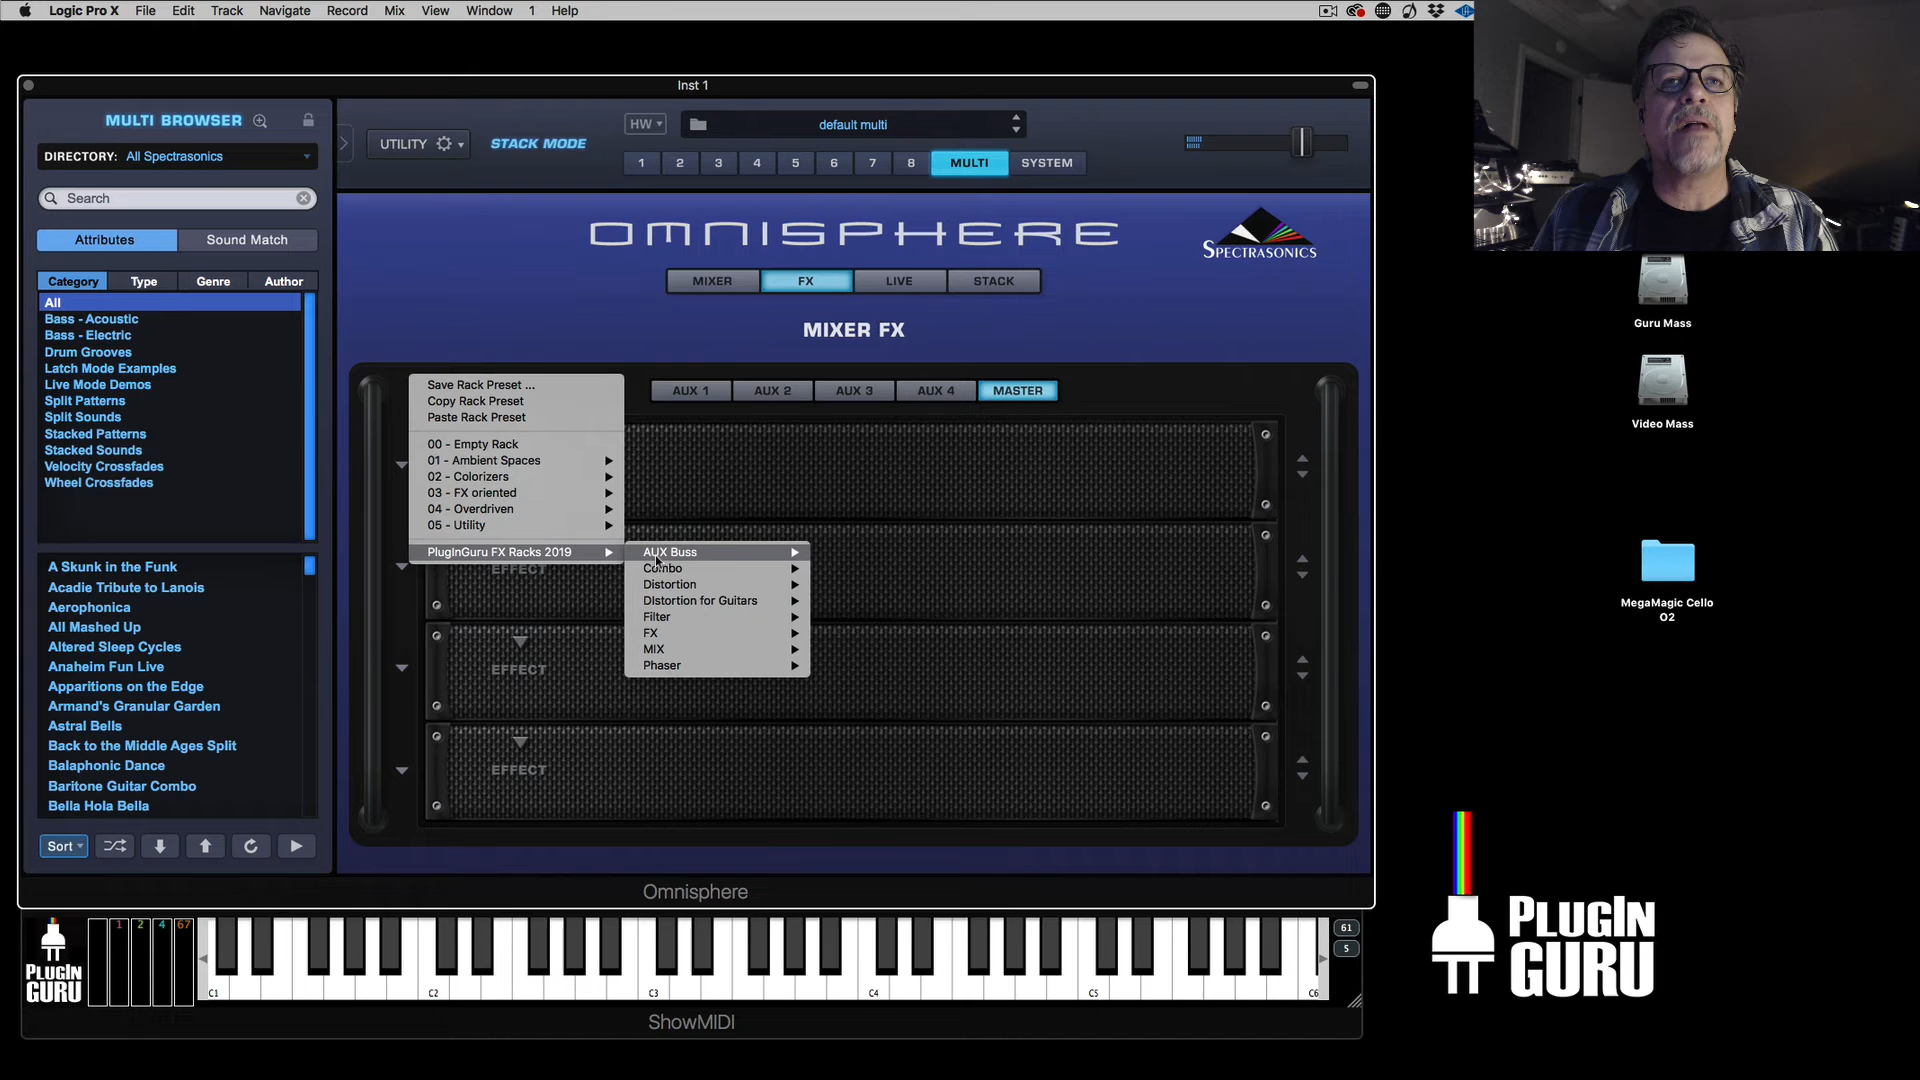 Logic Pro X File Edit Track Navigate Record Mix View Window 1 Help
Inst 1
MULTI BROWSER
DIRECTORY: All Spectrasonics
Search
Attributes Sound Match
Category Type Genre Author
All
Bass - Acoustic
Bass - Electric
Drum Grooves
Latch Mode Examples
Live Mode Demos
Split Patterns
Split Sounds
Stacked Patterns
Stacked Sounds
Velocity Crossfades
Wheel Crossfades
A Skunk in the Funk
Acadie Tribute to Lanois
Aerophonica
All Mashed Up
Altered Sleep Cycles
Anaheim Fun Live
Apparitions on the Edge
Armand's Granular Garden
Astral Bells
Back to the Middle Ages Split
Balaphonic Dance
Baritone Guitar Combo
Bella Hola Bella
Sort
UTILITY STACK MODE
HW default multi
1 2 3 4 5 6 7 8 MULTI SYSTEM
OMNISPHERE
SPECTRASONICS
MIXER FX LIVE STACK
MIXER FX
AUX 1 AUX 2 AUX 3 AUX 4 MASTER
Save Rack Preset ...
Copy Rack Preset
Paste Rack Preset
00 - Empty Rack
01 - Ambient Spaces
02 - Colorizers
03 - FX oriented
04 - Overdriven
05 - Utility
PlugInGuru FX Racks 2019
AUX Buss
Combo
Distortion
DIstortion for Guitars
Filter
FX
MIX
Phaser
EFFECT
EFFECT
EFFECT
Omnisphere
PLUGIN
GURU
1 2 4 67
C1 C2 C3 C4 C5 C6
61
5
ShowMIDI
Guru Mass
Video Mass
MegaMagic Cello
O2
PLUGIN
GURU